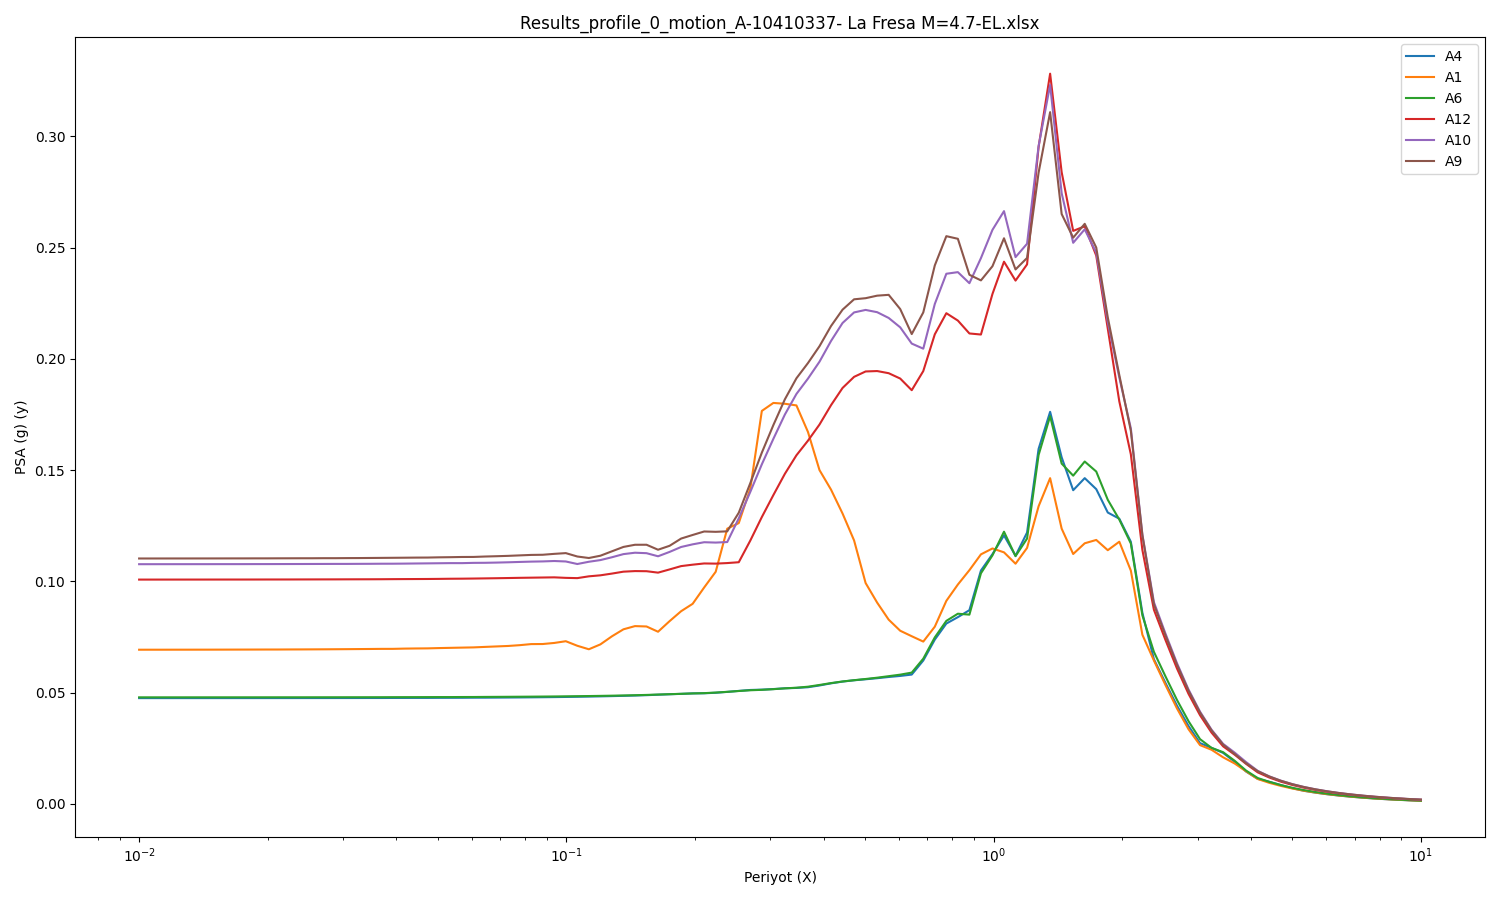 Results_profile_0_motion_A-10410337- La Fresa M=4.7-EL.xlsx
A4
A1
A6
A12
A10
A9
PSA (g) (y)
0.30
0.25
0.20
0.15
0.10
0.05
0.00
10⁻² 10⁻¹ 10⁰ 10¹
Periyot (X)